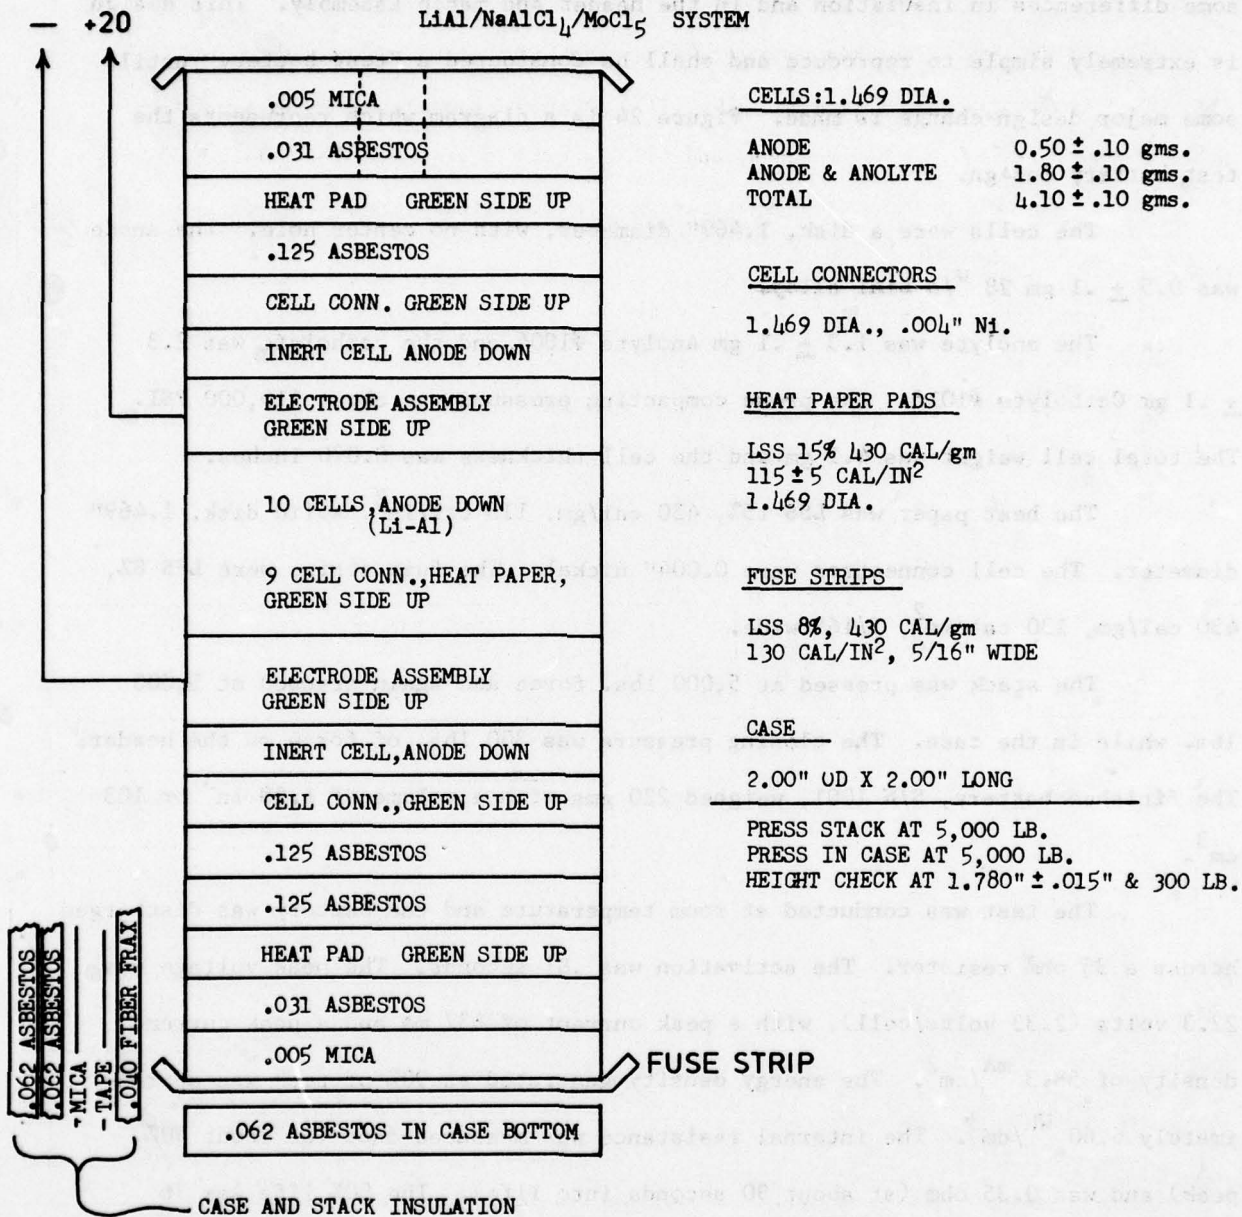 LiAl/NaAlCl4/MoCl5 SYSTEM
— +20
.005 MICA
.031 ASBESTOS
HEAT PAD GREEN SIDE UP
.125 ASBESTOS
CELL CONN. GREEN SIDE UP
INERT CELL ANODE DOWN
ELECTRODE ASSEMBLY
GREEN SIDE UP
10 CELLS,ANODE DOWN
(Li-Al)
9 CELL CONN.,HEAT PAPER,
GREEN SIDE UP
ELECTRODE ASSEMBLY
GREEN SIDE UP
INERT CELL,ANODE DOWN
CELL CONN.,GREEN SIDE UP
.125 ASBESTOS
.125 ASBESTOS
HEAT PAD GREEN SIDE UP
.031 ASBESTOS
.005 MICA
FUSE STRIP
.062 ASBESTOS IN CASE BOTTOM
.062 ASBESTOS
.062 ASBESTOS
MICA
TAPE
.040 FIBER FRAX
CASE AND STACK INSULATION
CELLS:1.469 DIA.
ANODE 0.50 ± .10 gms.
ANODE & ANOLYTE 1.80 ± .10 gms.
TOTAL 4.10 ± .10 gms.
CELL CONNECTORS
1.469 DIA., .004" Ni.
HEAT PAPER PADS
LSS 15% 430 CAL/gm
115 ± 5 CAL/IN2
1.469 DIA.
FUSE STRIPS
LSS 8%, 430 CAL/gm
130 CAL/IN2, 5/16" WIDE
CASE
2.00" OD X 2.00" LONG
PRESS STACK AT 5,000 LB.
PRESS IN CASE AT 5,000 LB.
HEIGHT CHECK AT 1.780" ± .015" & 300 LB.